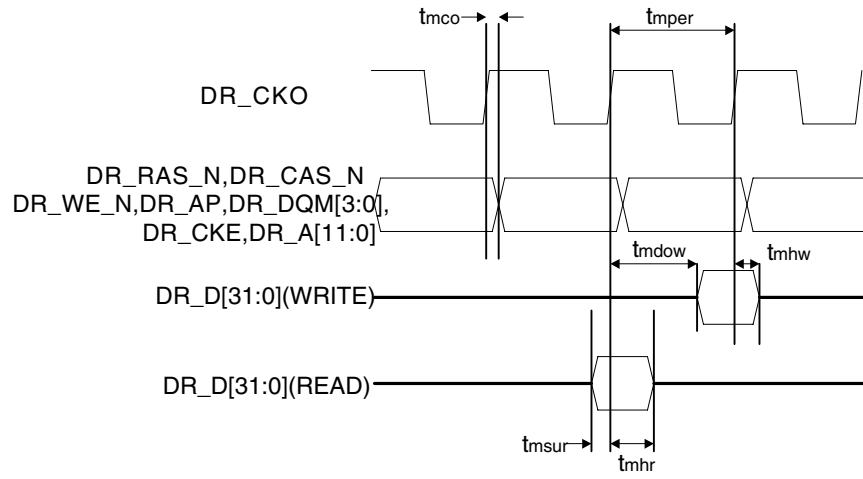 tmco
tmper
DR_CKO
DR_RAS_N,DR_CAS_N
DR_WE_N,DR_AP,DR_DQM[3:0],
DR_CKE,DR_A[11:0]
tmdow
tmhw
DR_D[31:0](WRITE)
DR_D[31:0](READ)
tmsur
tmhr